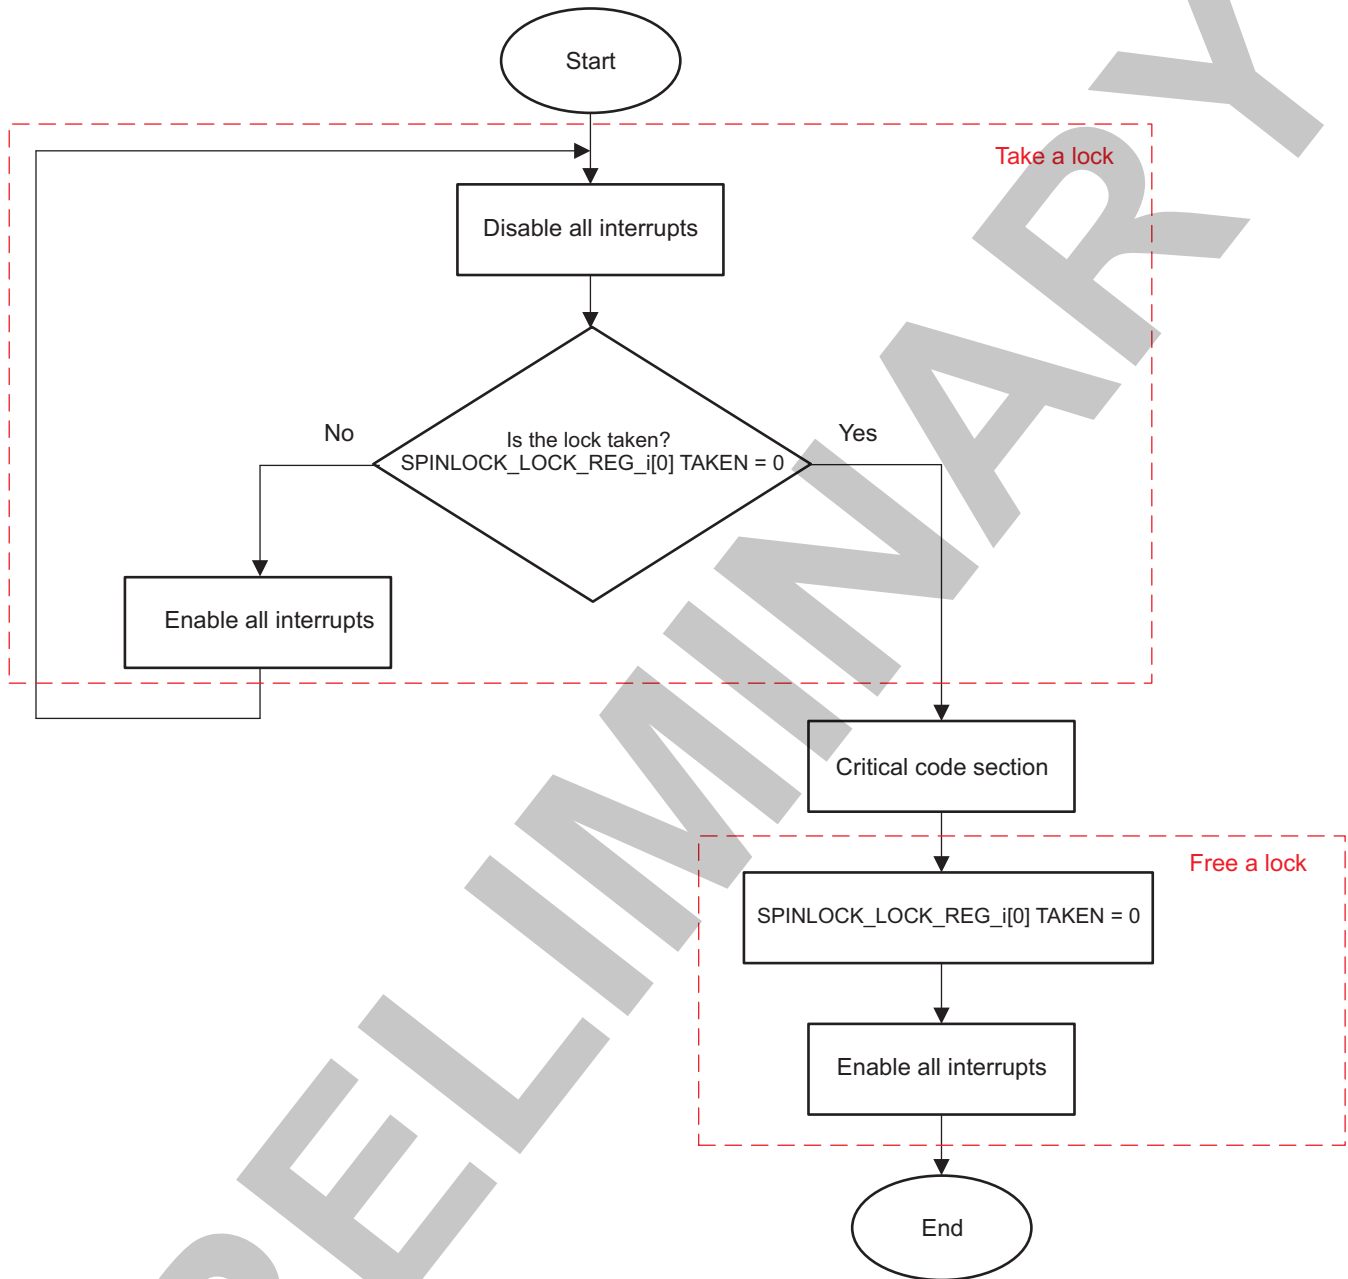 Start
Take a lock
Disable all interrupts
No
Is the lock taken?
SPINLOCK_LOCK_REG_i[0] TAKEN = 0
Yes
Enable all interrupts
Critical code section
Free a lock
SPINLOCK_LOCK_REG_i[0] TAKEN = 0
Enable all interrupts
End
PRELIMINARY